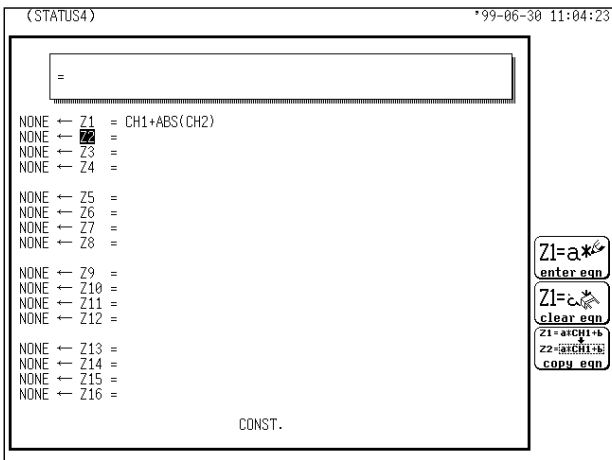 (STATUS4) '99-06-30 11:04:23
=
NONE ← Z1 = CH1+ABS(CH2)
NONE ← Z2 =
NONE ← Z3 =
NONE ← Z4 =
NONE ← Z5 =
NONE ← Z6 =
NONE ← Z7 =
NONE ← Z8 =
NONE ← Z9 =
NONE ← Z10 =
NONE ← Z11 =
NONE ← Z12 =
NONE ← Z13 =
NONE ← Z14 =
NONE ← Z15 =
NONE ← Z16 =
CONST.
Z1=a*
enter eqn
Z1=a
clear eqn
Z1=a*CH1+b
Z2=a*CH1+b
copy eqn